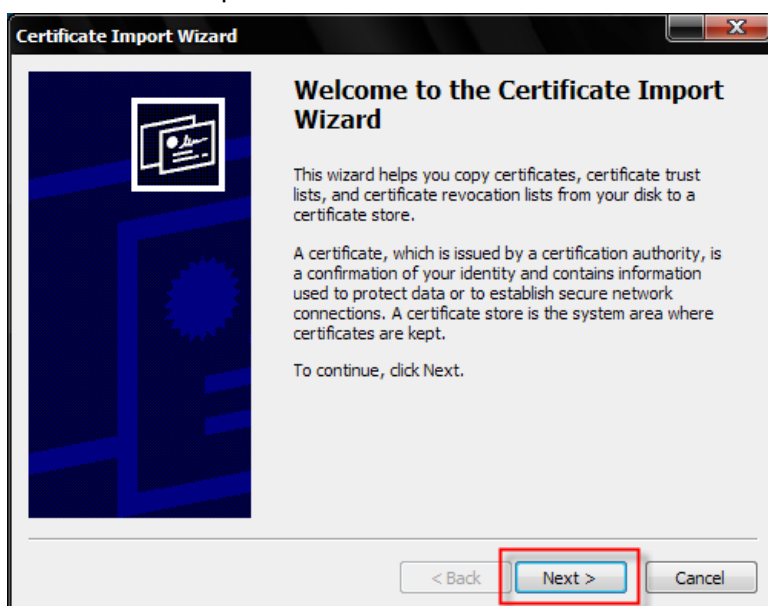 Certificate Import Wizard
Welcome to the Certificate Import
Wizard
This wizard helps you copy certificates, certificate trust
lists, and certificate revocation lists from your disk to a
certificate store.
A certificate, which is issued by a certification authority, is
a confirmation of your identity and contains information
used to protect data or to establish secure network
connections. A certificate store is the system area where
certificates are kept.
To continue, click Next.
< Back Next > Cancel